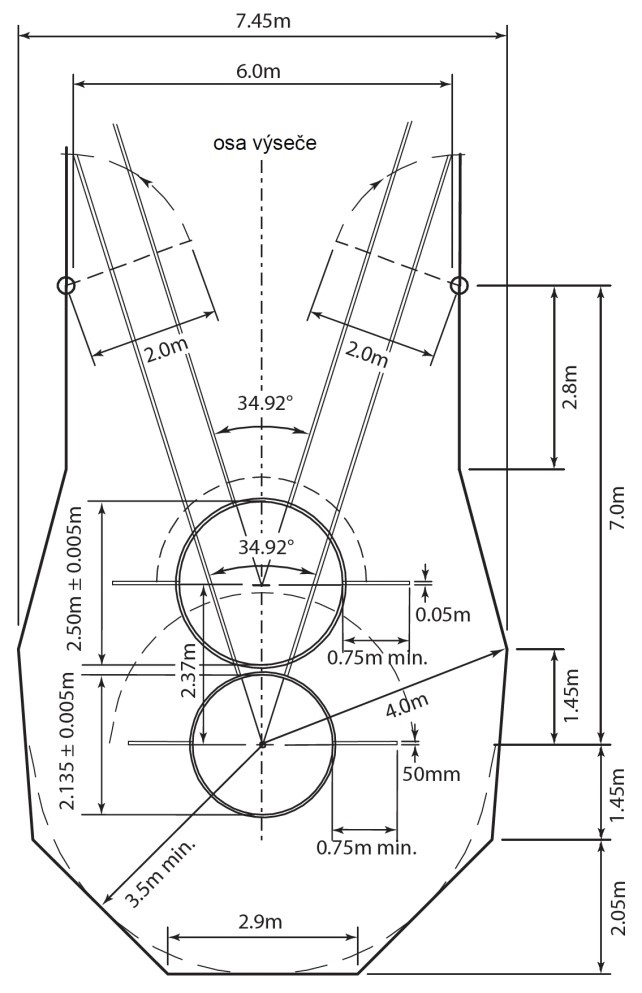 7.45m
6.0m
osa výseče
2.0m
2.0m
2.8m
34.92°
7.0m
2.50m ± 0.005m
34.92°
0.05m
0.75m min.
2.37m
1.45m
4.0m
2.135 ± 0.005m
50mm
1.45m
0.75m min.
3.5m min.
2.9m
2.05m